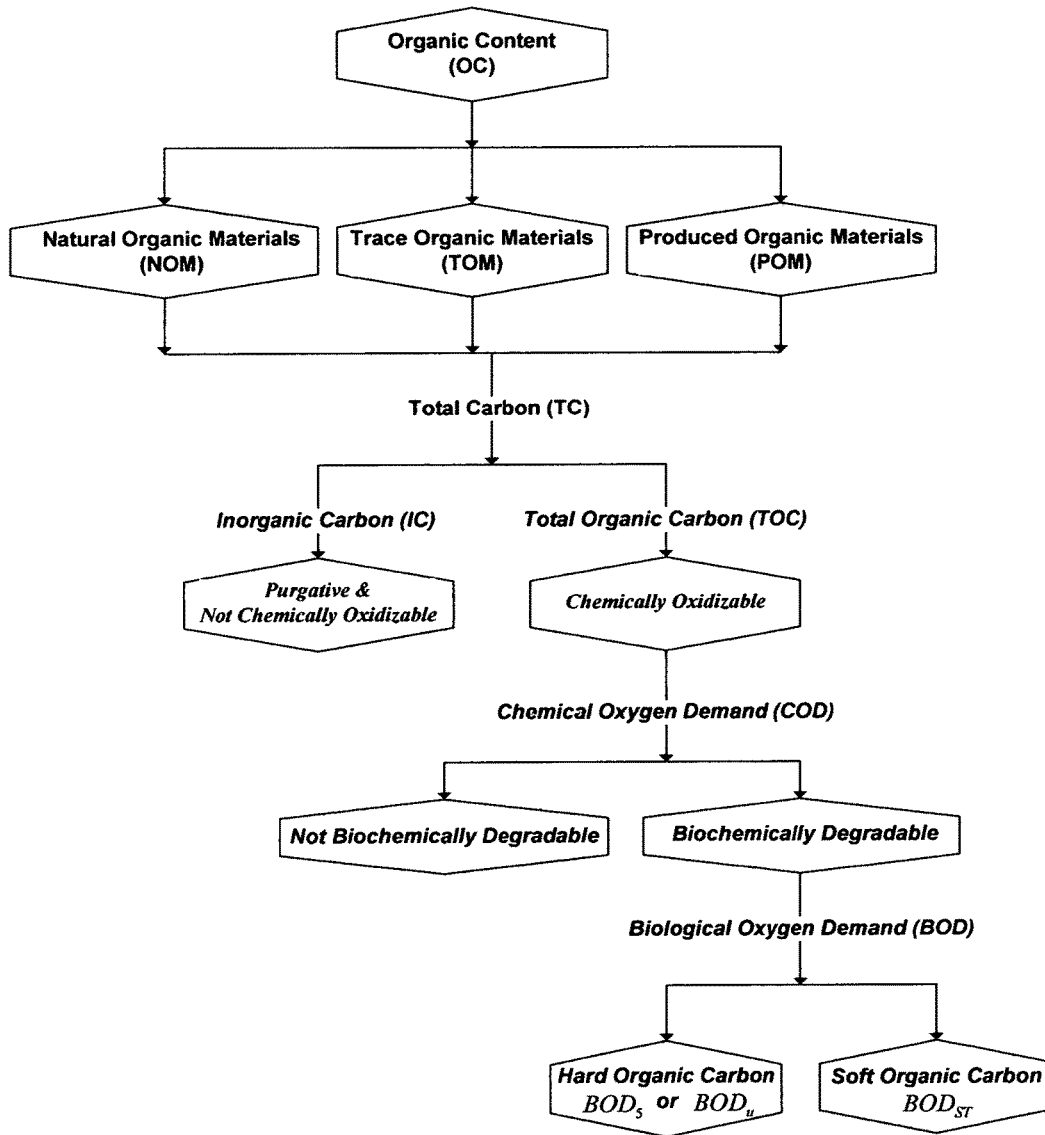 Organic Content
(OC)
Natural Organic Materials
(NOM)
Trace Organic Materials
(TOM)
Produced Organic Materials
(POM)
Total Carbon (TC)
Inorganic Carbon (IC)
Total Organic Carbon (TOC)
Purgative &
Not Chemically Oxidizable
Chemically Oxidizable
Chemical Oxygen Demand (COD)
Not Biochemically Degradable
Biochemically Degradable
Biological Oxygen Demand (BOD)
Hard Organic Carbon
BOD₅ or BODᵤ
Soft Organic Carbon
BOD_ST